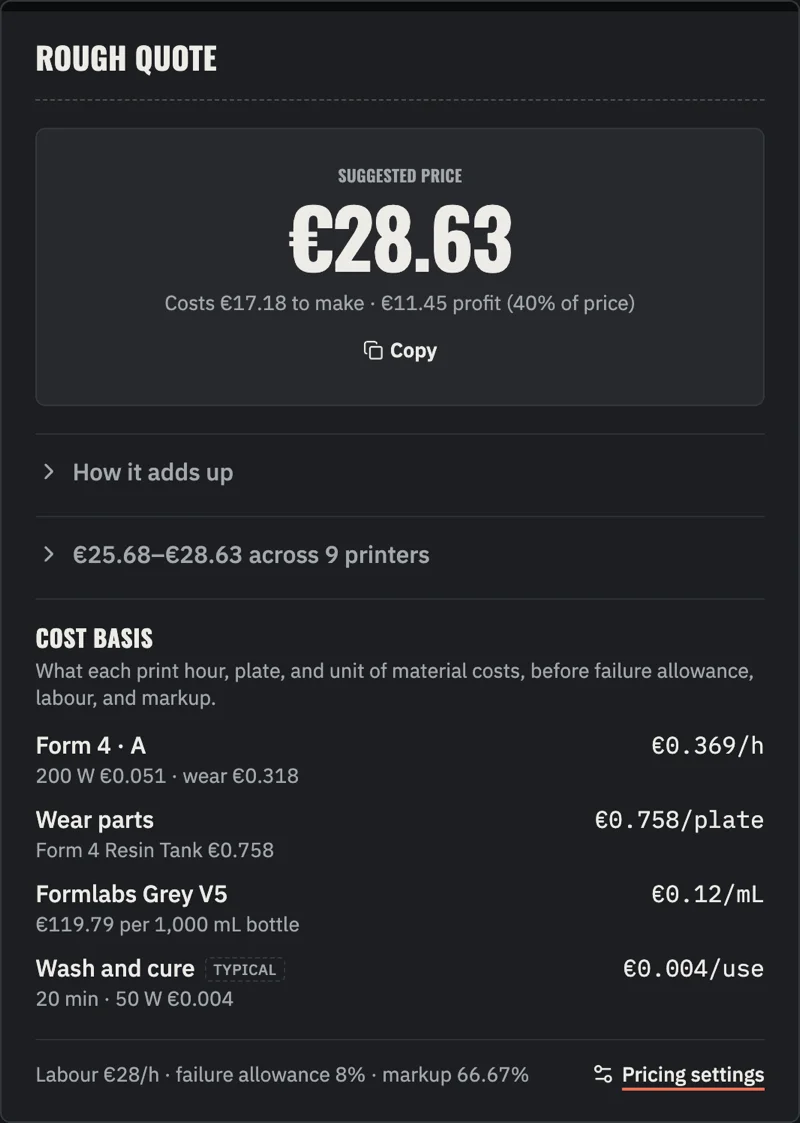 ROUGH QUOTE
SUGGESTED PRICE
€28.63
Costs €17.18 to make · €11.45 profit (40% of price)
Copy
How it adds up
€25.68–€28.63 across 9 printers
COST BASIS
What each print hour, plate, and unit of material costs, before failure allowance,
labour, and markup.
Form 4 · A €0.369/h
200 W €0.051 · wear €0.318
Wear parts €0.758/plate
Form 4 Resin Tank €0.758
Formlabs Grey V5 €0.12/mL
€119.79 per 1,000 mL bottle
Wash and cure TYPICAL €0.004/use
20 min · 50 W €0.004
Labour €28/h · failure allowance 8% · markup 66.67% Pricing settings